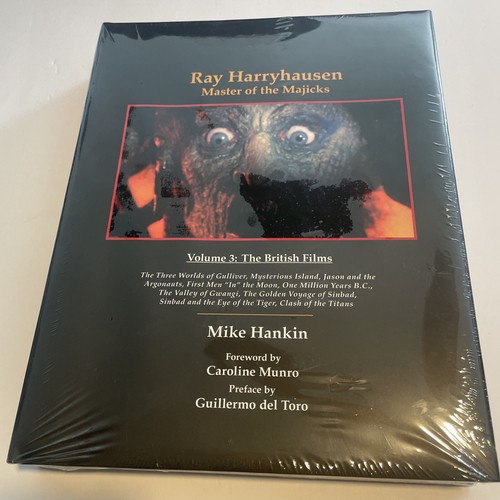 Ray Harryhausen
Master of the Majicks
Volume 3: The British Films
The Three Worlds of Gulliver, Mysterious Island, Jason and the
Argonauts, First Men "In" the Moon, One Million Years B.C.,
The Valley of Gwangi, The Golden Voyage of Sinbad,
Sinbad and the Eye of the Tiger, Clash of the Titans
Mike Hankin
Foreword by
Caroline Munro
Preface by
Guillermo del Toro